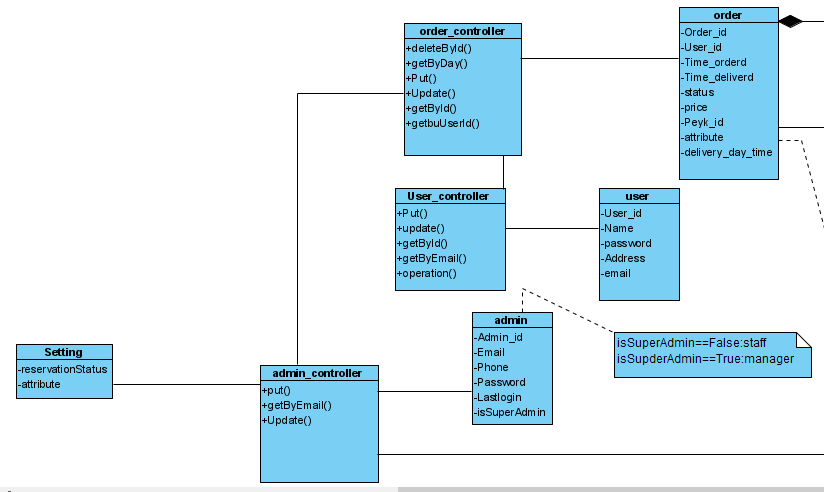 order_controller
+deleteById()
+getByDay()
+Put()
+Update()
+getById()
+getbuUserId()
order
-Order_id
-User_id
-Time_orderd
-Time_deliverd
-status
-price
-Peyk_id
-attribute
-delivery_day_time
User_controller
+Put()
+update()
+getById()
+getByEmail()
+operation()
user
-User_id
-Name
-password
-Address
-email
admin
-Admin_id
-Email
-Phone
-Password
-Lastlogin
-isSuperAdmin
isSuperAdmin==False:staff
isSupderAdmin==True:manager
Setting
-reservationStatus
-attribute
admin_controller
+put()
+getByEmail()
+Update()